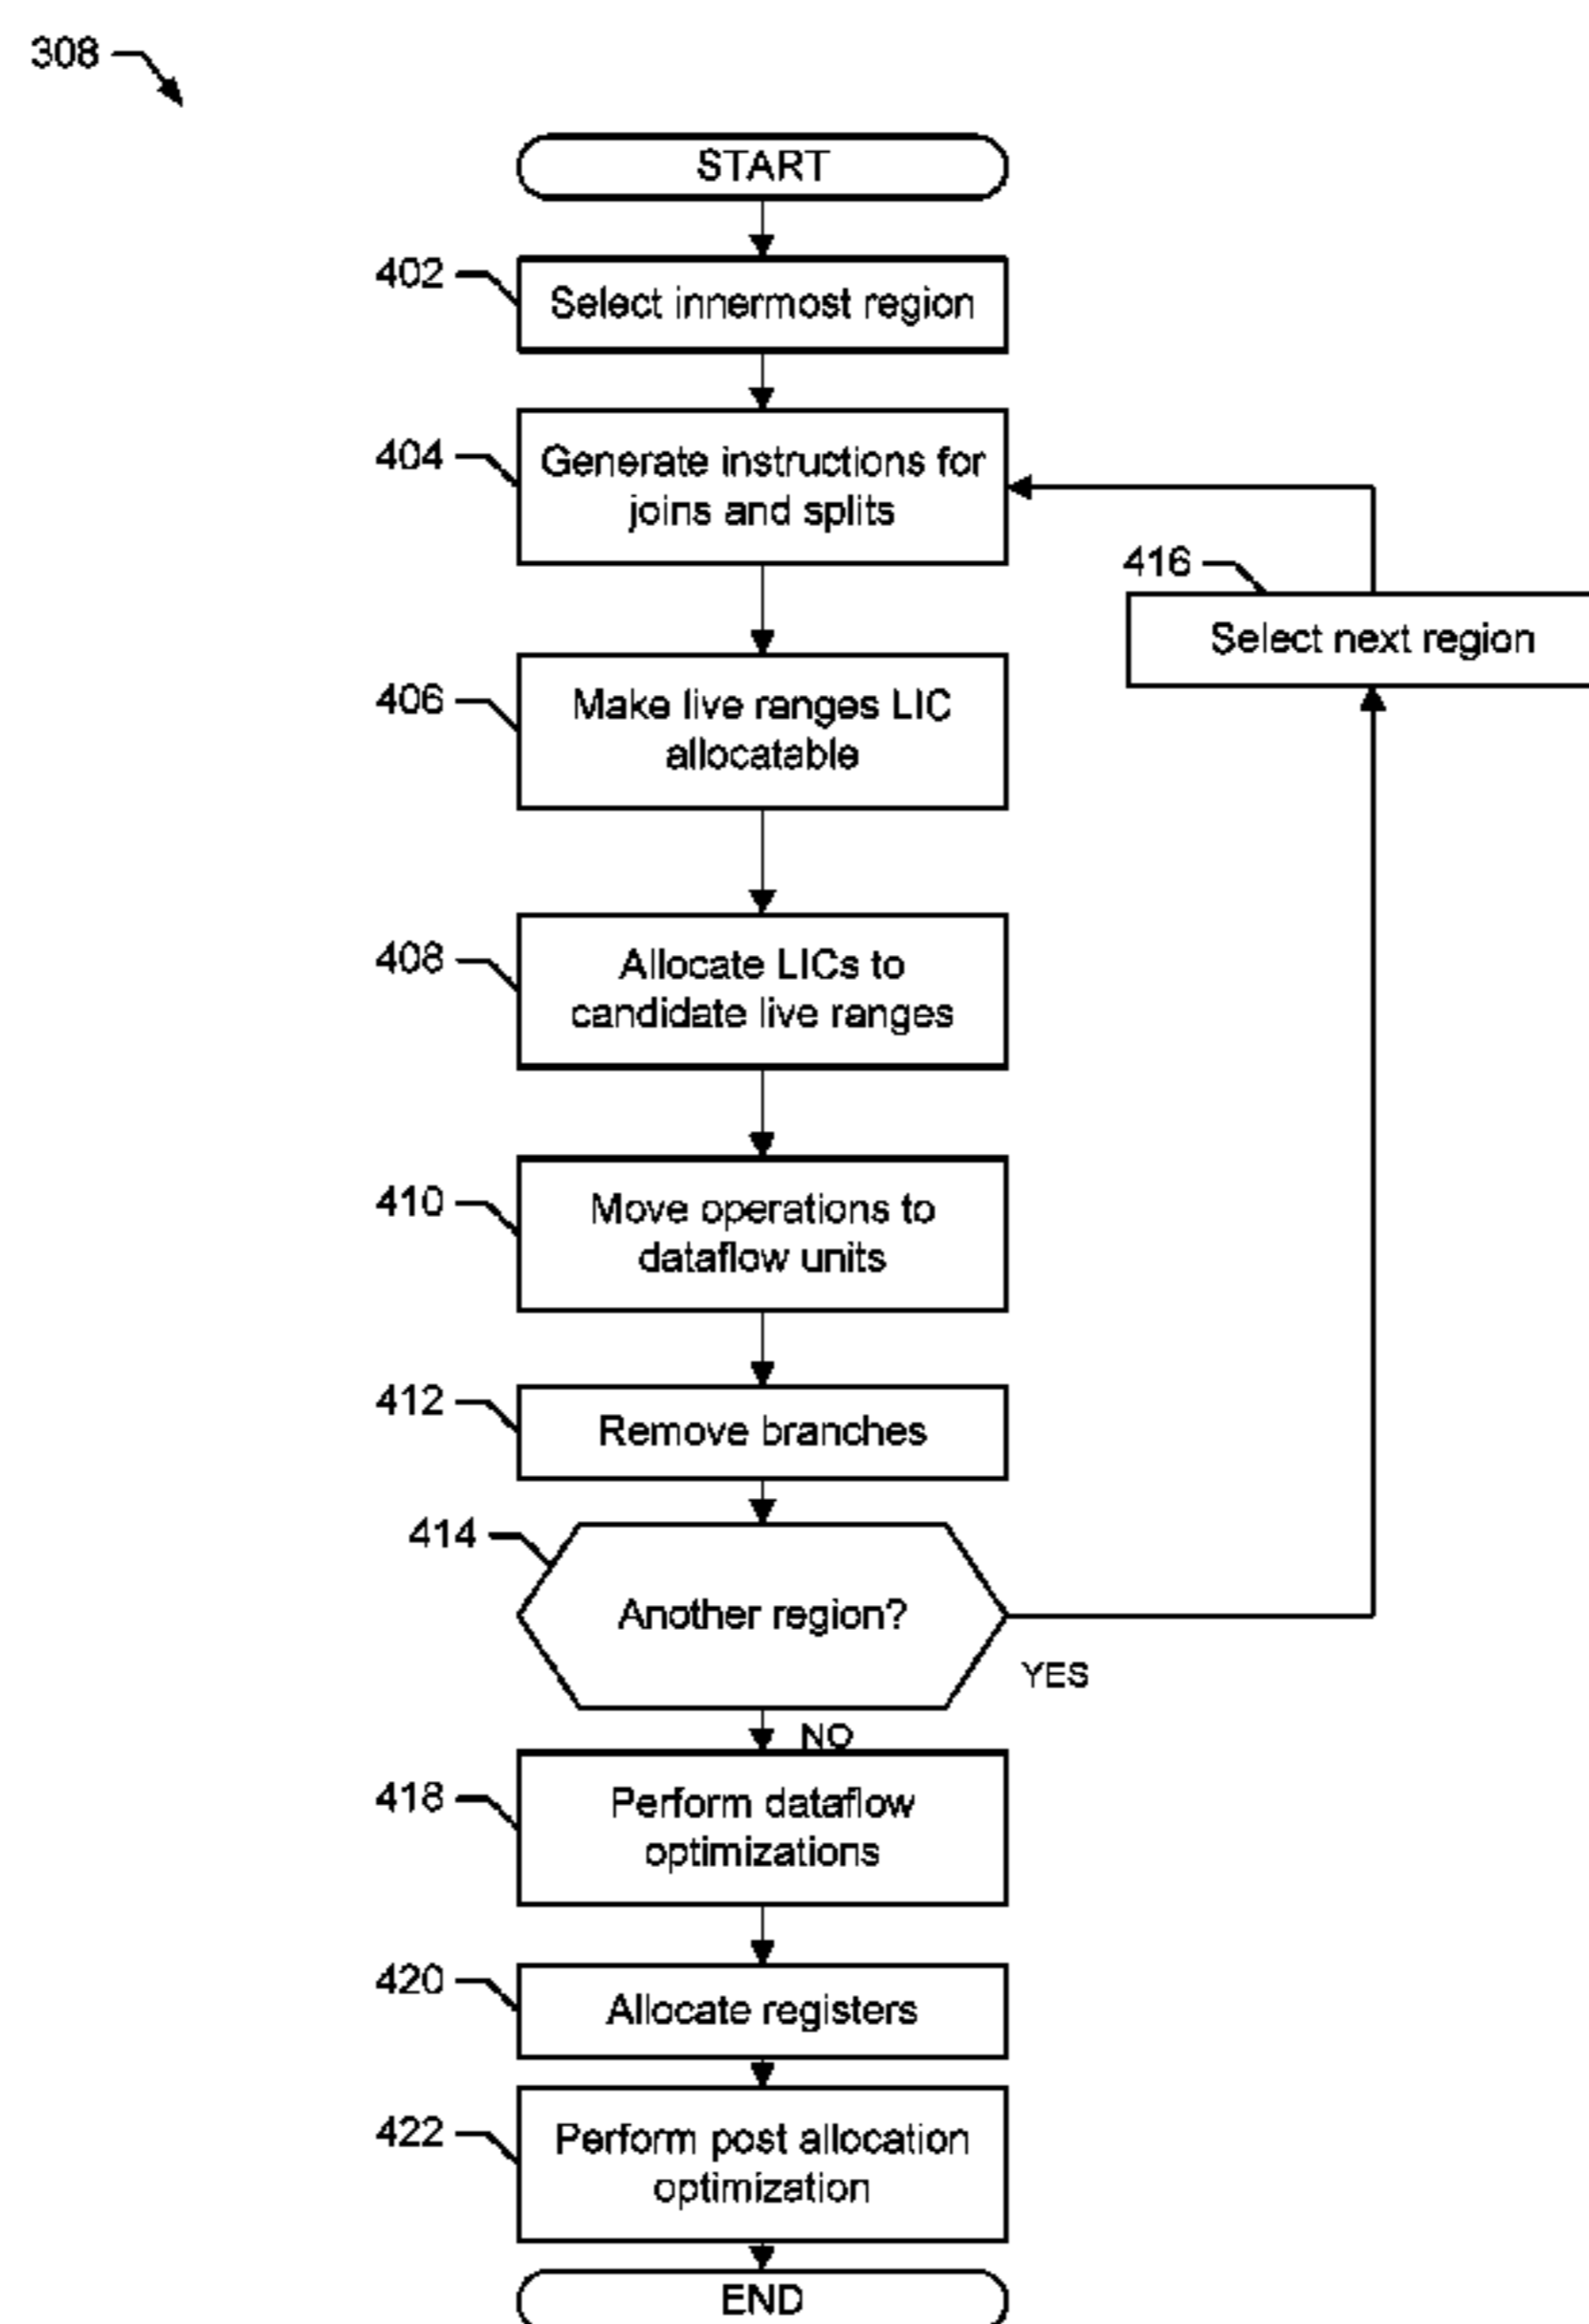 308
START
402
Select innermost region
404
Generate instructions for
joins and splits
416
Select next region
406
Make live ranges LIC
allocatable
408
Allocate LICs to
candidate live ranges
410
Move operations to
dataflow units
412
Remove branches
414
Another region?
YES
NO
418
Perform dataflow
optimizations
420
Allocate registers
422
Perform post allocation
optimization
END